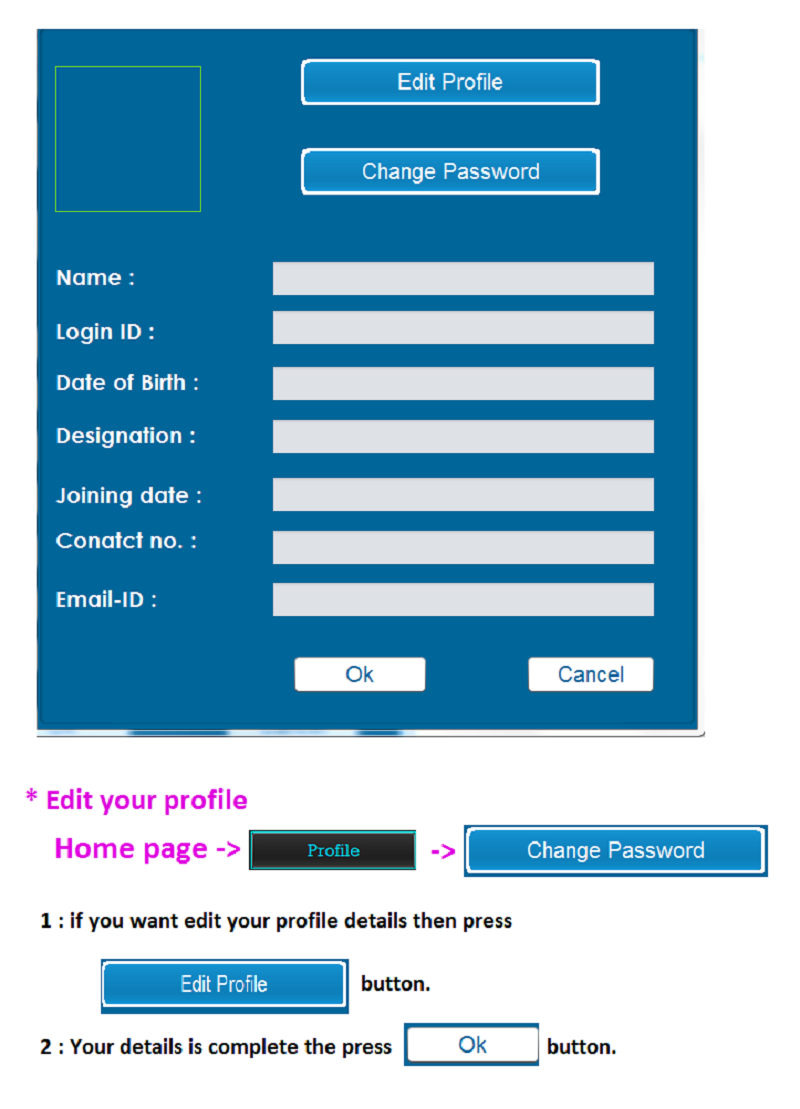 Edit Profile
Change Password
Name :
Login ID :
Date of Birth :
Designation :
Joining date :
Conatct no. :
Email-ID :
Ok Cancel
* Edit your profile
Home page -> Profile -> Change Password
1 : if you want edit your profile details then press
Edit Profile button.
2 : Your details is complete the press Ok button.